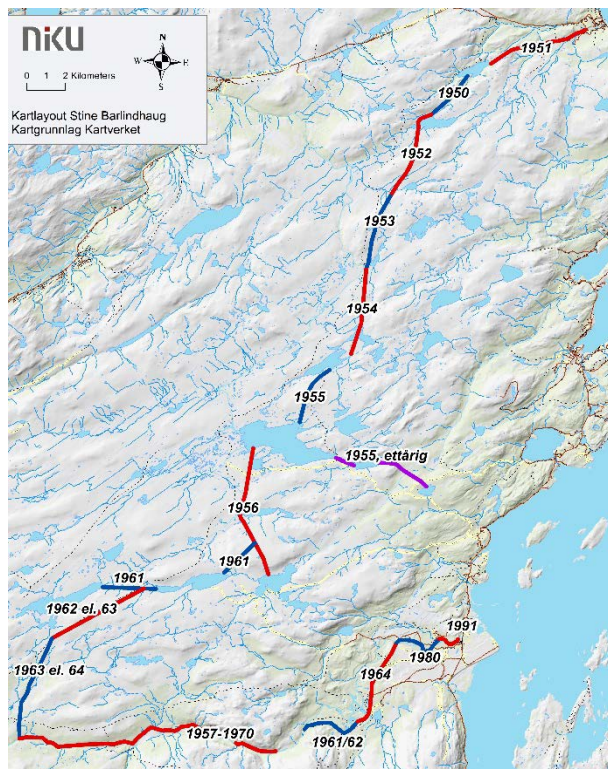 niku
N
W
E
S
0 1 2 Kilometers
Kartlayout Stine Barlindhaug
Kartgrunnlag Kartverket
1951
1950
1952
1953
1954
1955
1955, ettårig
1956
1961
1961
1962 el. 63
1963 el. 64
1991
1980
1964
1957-1970
1961/62